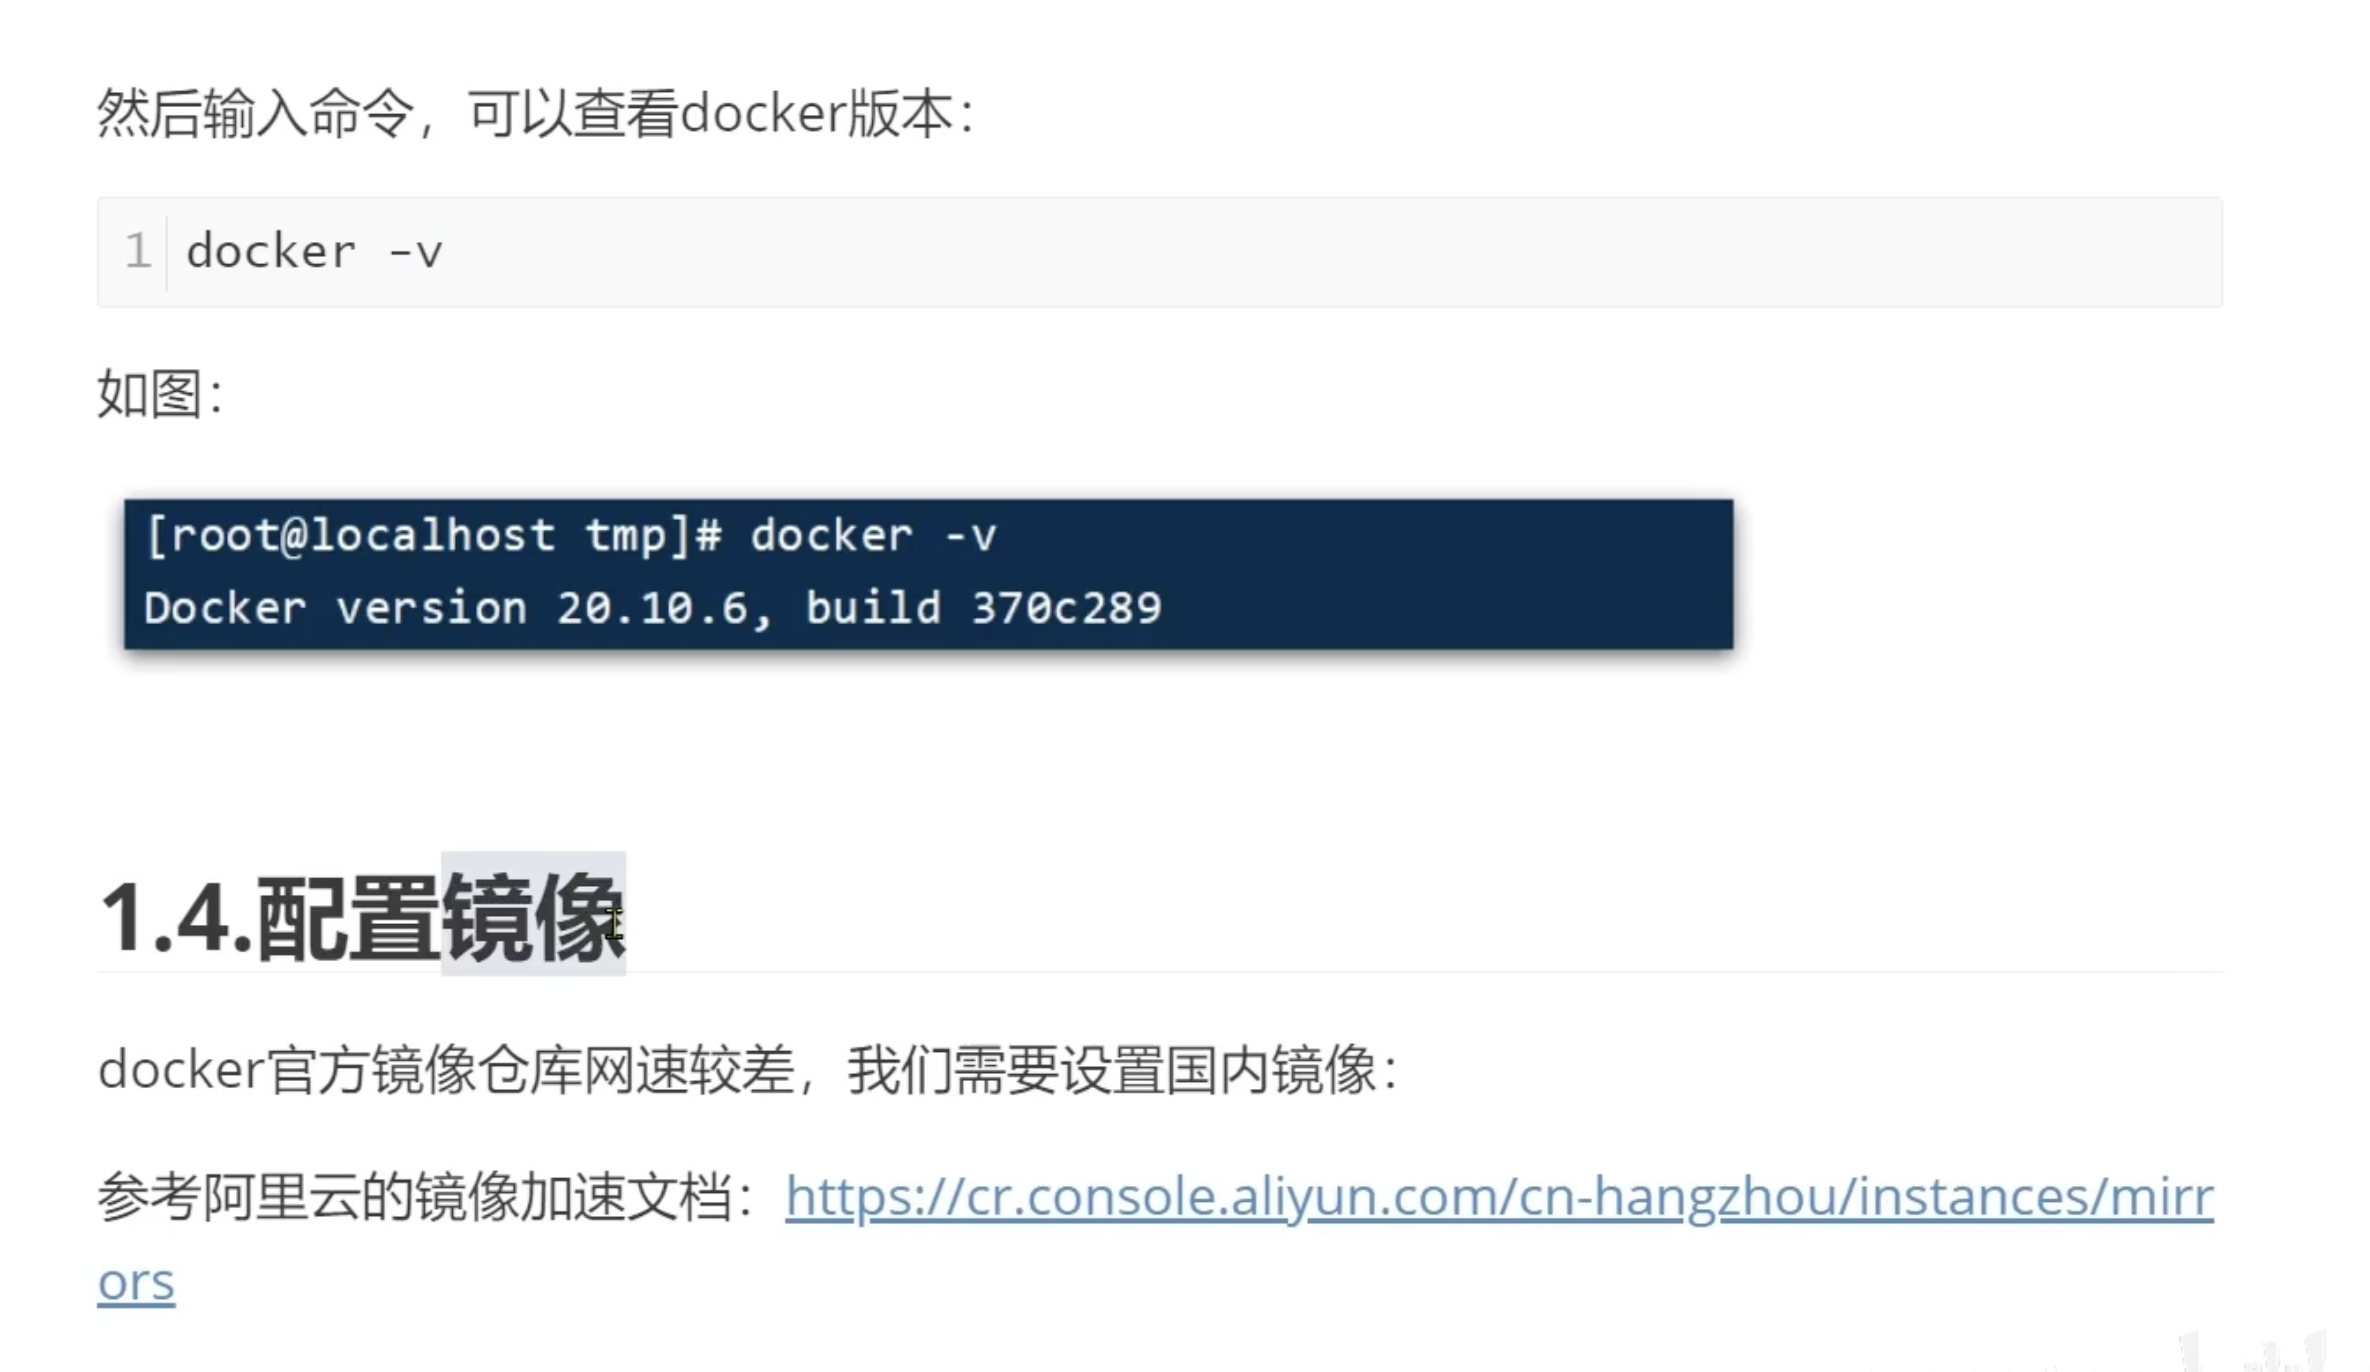 然后输入命令，可以查看docker版本：
1 docker -v
如图：
[root@localhost tmp]# docker -v
Docker version 20.10.6, build 370c289
1.4.配置镜像
docker官方镜像仓库网速较差，我们需要设置国内镜像：
参考阿里云的镜像加速文档：https://cr.console.aliyun.com/cn-hangzhou/instances/mirr
ors